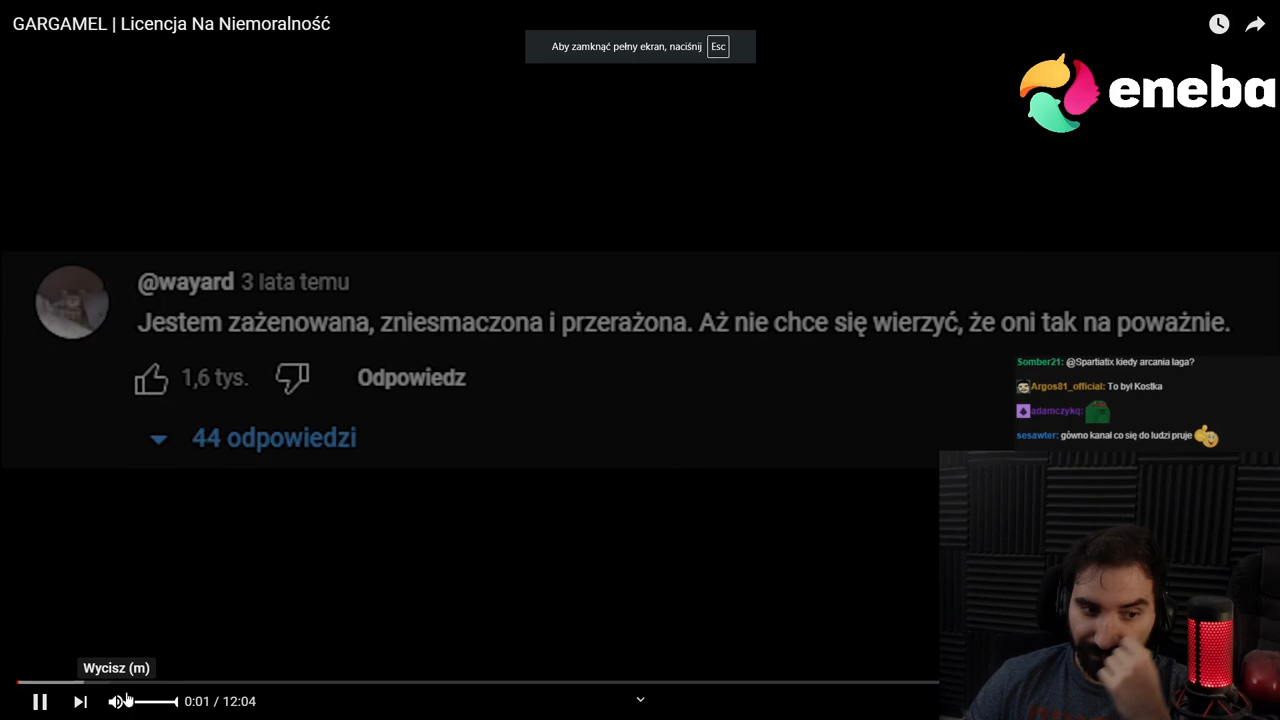 GARGAMEL | Licencja Na Niemoralność
Aby zamknąć pełny ekran, naciśnij Esc
eneba
@wayard 3 lata temu
Jestem zażenowana, zniesmaczona i przerażona. Aż nie chce się wierzyć, że oni tak na poważnie.
1,6 tys. Odpowiedz
44 odpowiedzi
Somber21: @Spartiatix kiedy arcania laga?
Argos81_official: To był Kostka
adamczykq:
sesawter: gówno kanał co się do ludzi pruje
Wycisz (m)
0:01 / 12:04